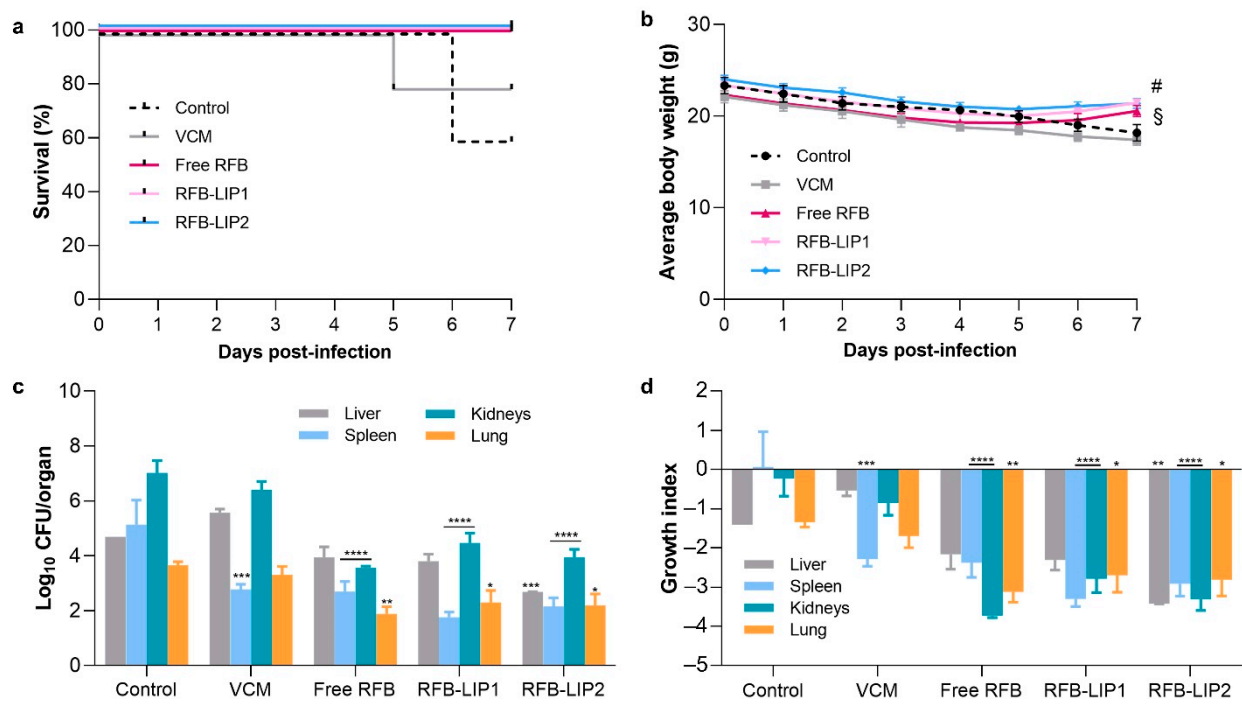 a
Survival (%)
100
80
60
40
20
0
Control
VCM
Free RFB
RFB-LIP1
RFB-LIP2
0 1 2 3 4 5 6 7
Days post-infection
b
Average body weight (g)
30
20
10
0
#
§
Control
VCM
Free RFB
RFB-LIP1
RFB-LIP2
0 1 2 3 4 5 6 7
Days post-infection
c
Log10 CFU/organ
10
8
6
4
2
0
Liver Kidneys
Spleen Lung
***
****
**
****
*
***
****
*
Control VCM Free RFB RFB-LIP1 RFB-LIP2
d
Growth index
2
1
0
–1
–2
–3
–4
–5
*** **** ** **** * ** **** *
Liver
Spleen
Kidneys
Lung
Control VCM Free RFB RFB-LIP1 RFB-LIP2